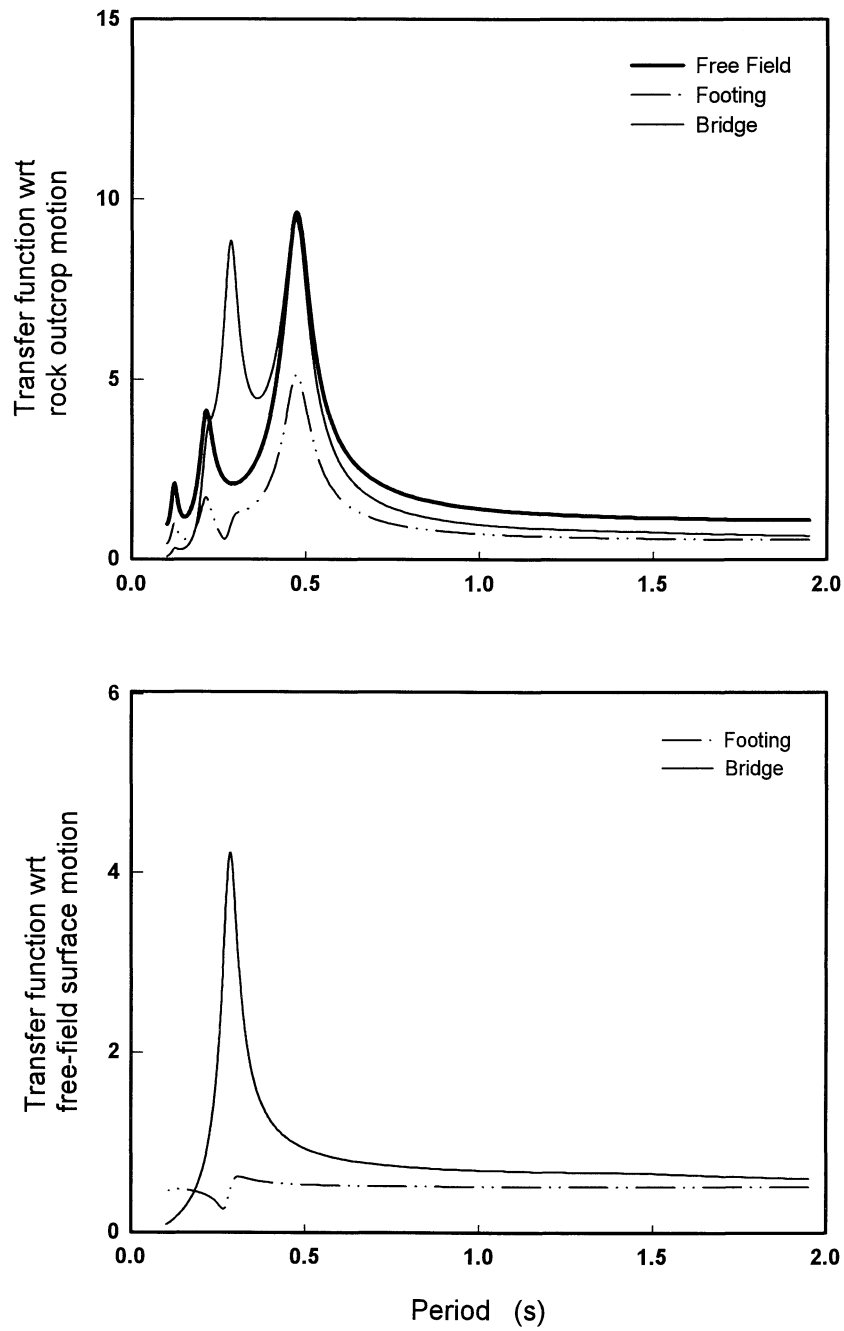 15
10
5
0
Transfer function wrt
rock outcrop motion
Free Field
Footing
Bridge
0.0
0.5
1.0
1.5
2.0
6
4
2
0
Transfer function wrt
free-field surface motion
Footing
Bridge
0.0
0.5
1.0
1.5
2.0
Period (s)